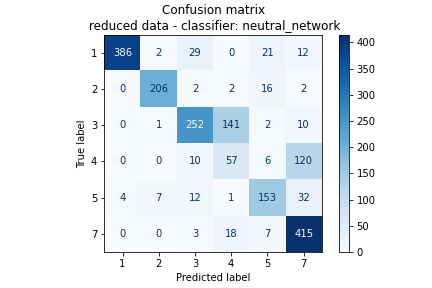 Confusion matrix
reduced data - classifier: neutral_network
1 386 2 29 0 21 12
2 0 206 2 2 16 2
3 0 1 252 141 2 10
4 0 0 10 57 6 120
5 4 7 12 1 153 32
7 0 0 3 18 7 415
1 2 3 4 5 7
True label
Predicted label
400
350
300
250
200
150
100
50
0